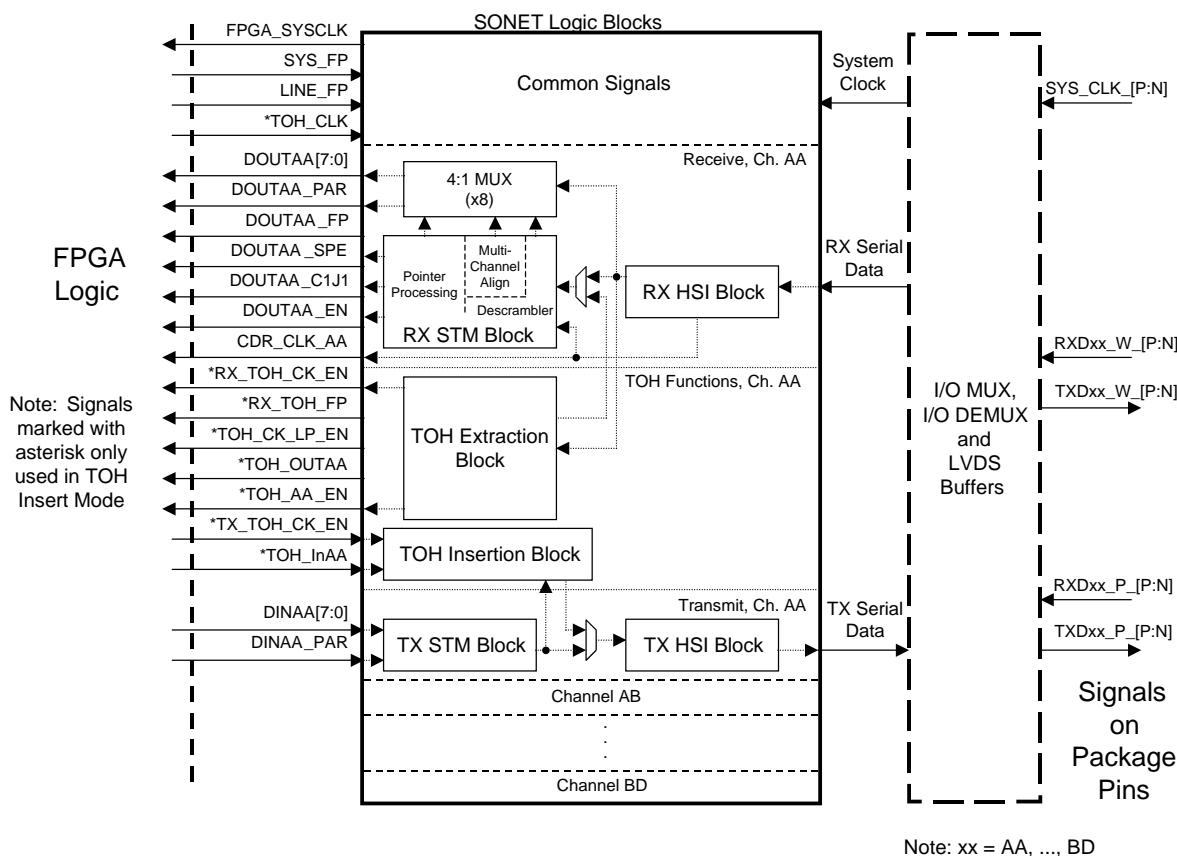 SONET Logic Blocks
FPGA_SYSCLK
SYS_FP
LINE_FP
*TOH_CLK
Common Signals
System
Clock
SYS_CLK_[P:N]
Receive, Ch. AA
DOUTAA[7:0]
DOUTAA_PAR
DOUTAA_FP
DOUTAA_SPE
DOUTAA_C1J1
DOUTAA_EN
CDR_CLK_AA
4:1 MUX
(x8)
Multi-
Channel
Align
Pointer
Processing
Descrambler
RX STM Block
RX HSI Block
RX Serial
Data
FPGA
Logic
RXDxx_W_[P:N]
TXDxx_W_[P:N]
TOH Functions, Ch. AA
*RX_TOH_CK_EN
*RX_TOH_FP
*TOH_CK_LP_EN
*TOH_OUTAA
*TOH_AA_EN
*TX_TOH_CK_EN
*TOH_InAA
Note: Signals
marked with
asterisk only
used in TOH
Insert Mode
TOH Extraction
Block
TOH Insertion Block
I/O MUX,
I/O DEMUX
and
LVDS
Buffers
Transmit, Ch. AA
DINAA[7:0]
DINAA_PAR
TX STM Block
TX HSI Block
TX Serial
Data
RXDxx_P_[P:N]
TXDxx_P_[P:N]
Channel AB
.
.
.
Channel BD
Signals
on
Package
Pins
Note: xx = AA, ..., BD